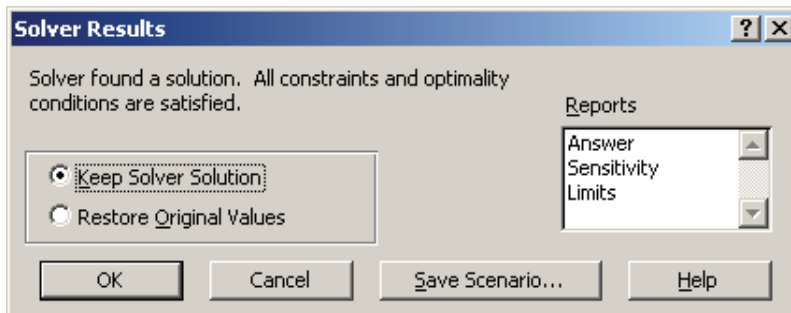 Solver Results
Solver found a solution. All constraints and optimality
conditions are satisfied.
Reports
Answer
Sensitivity
Limits
Keep Solver Solution
Restore Original Values
OK
Cancel
Save Scenario...
Help